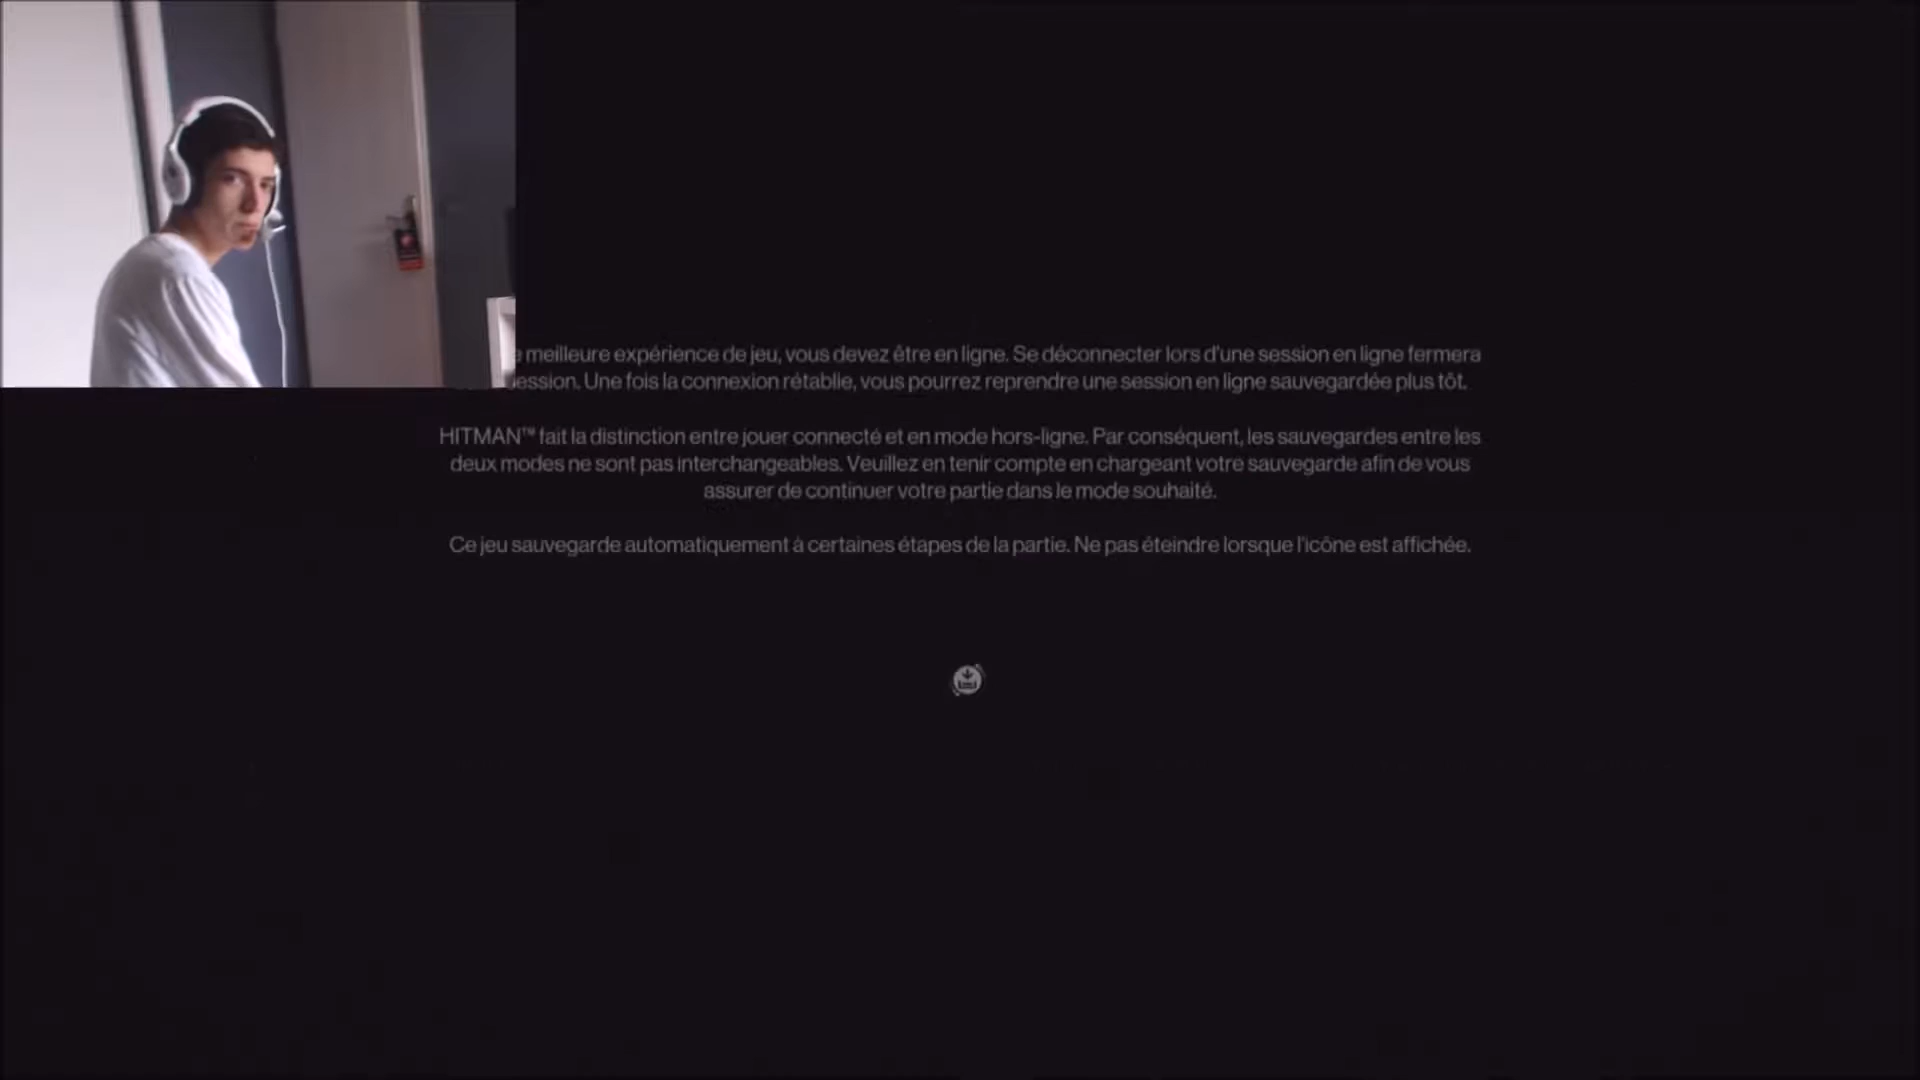 meilleure expérience de jeu, vous devez être en ligne. Se déconnecter lors d'une session en ligne fermera
ession. Une fois la connexion rétablie, vous pourrez reprendre une session en ligne sauvegardée plus tôt.
HITMAN™ fait la distinction entre jouer connecté et en mode hors-ligne. Par conséquent, les sauvegardes entre les
deux modes ne sont pas interchangeables. Veuillez en tenir compte en chargeant votre sauvegarde afin de vous
assurer de continuer votre partie dans le mode souhaité.
Ce jeu sauvegarde automatiquement à certaines étapes de la partie. Ne pas éteindre lorsque l'icône est affichée.